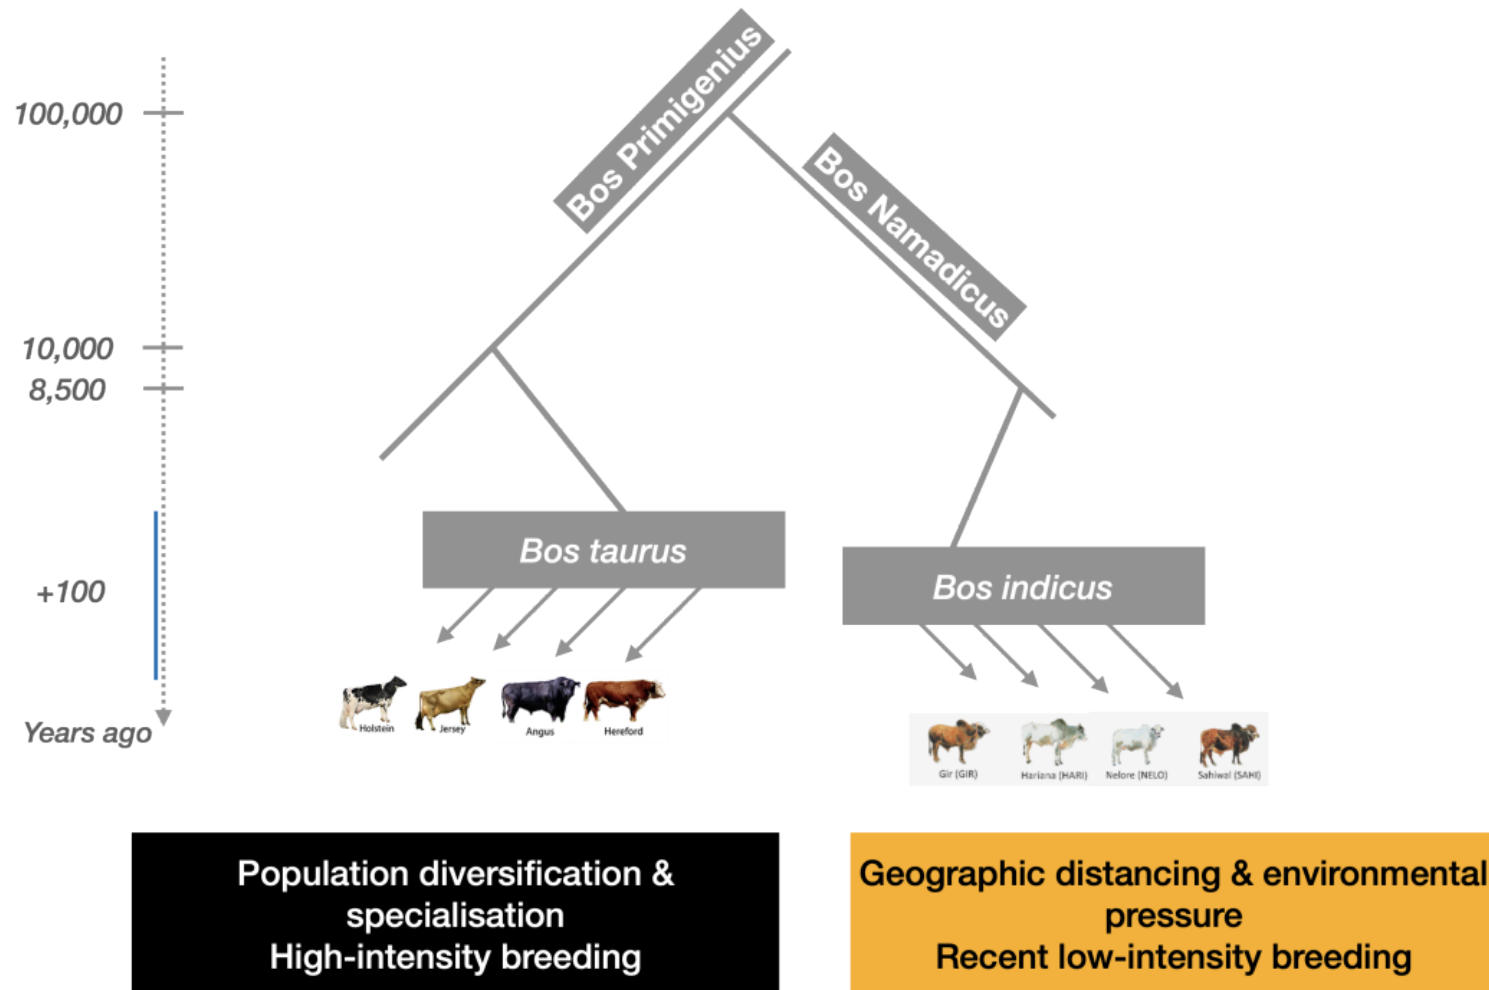 Bos Primigenius
100,000
Bos Namadicus
10,000
8,500
Bos taurus
Bos indicus
+100
Holstein
Jersey
Angus
Hereford
Years ago
Gir (GIR)
Hariana (HARI)
Nelore (NELO)
Sahiwal (SAHI)
Population diversification &
specialisation
High-intensity breeding
Geographic distancing & environmental
pressure
Recent low-intensity breeding